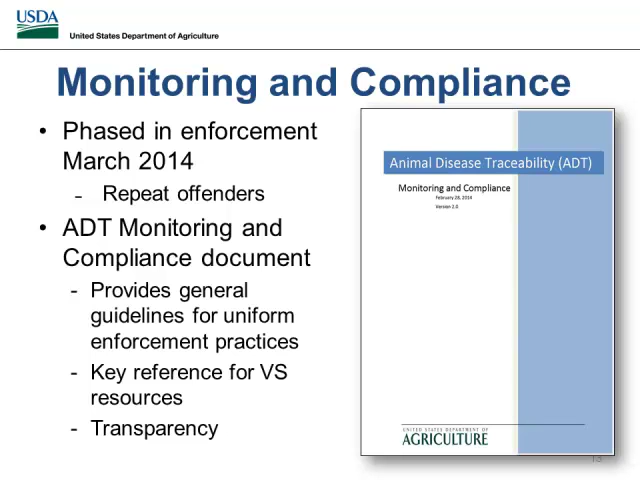 USDA
United States Department of Agriculture
Monitoring and Compliance
• Phased in enforcement
March 2014
– Repeat offenders
• ADT Monitoring and
Compliance document
- Provides general
guidelines for uniform
enforcement practices
- Key reference for VS
resources
- Transparency
Animal Disease Traceability (ADT)
Monitoring and Compliance
February 28, 2014
Version 2.0
UNITED STATES DEPARTMENT OF
AGRICULTURE
13